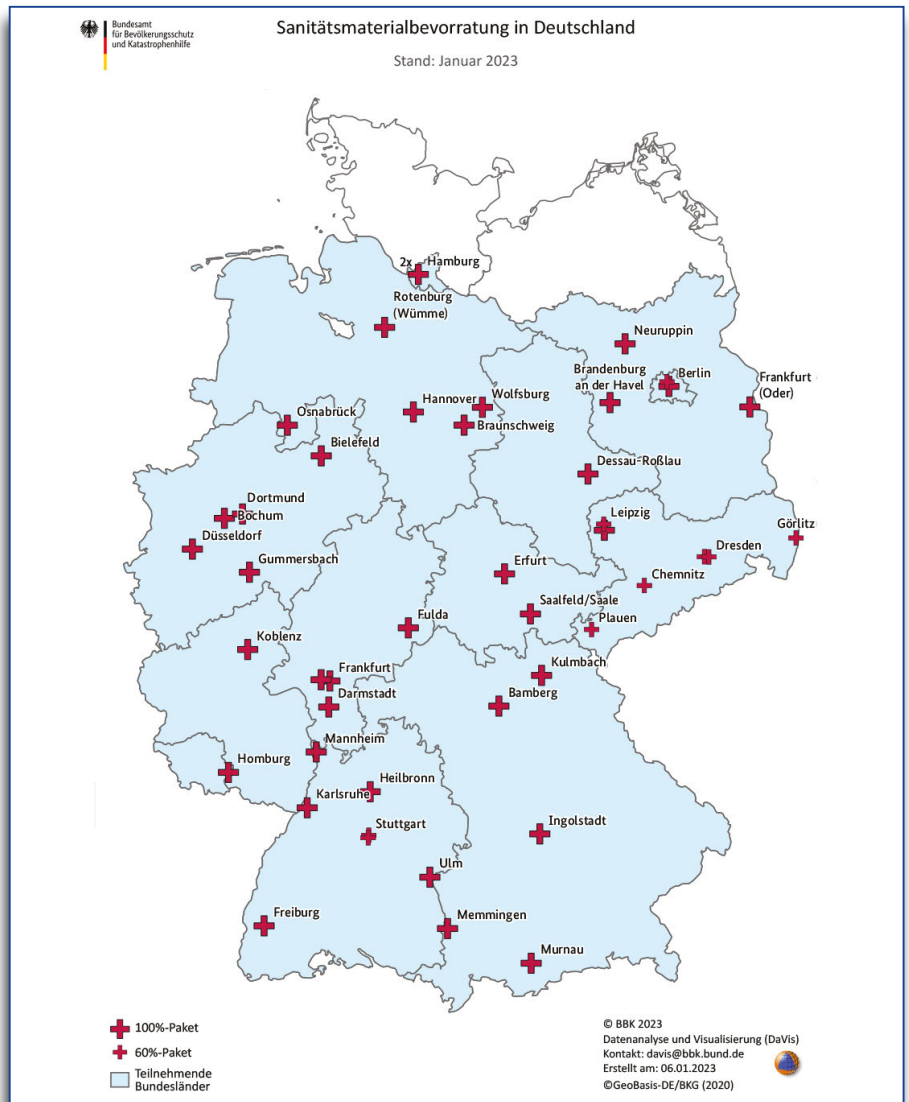 Bundesamt
für Bevölkerungsschutz
und Katastrophenhilfe
Sanitätsmaterialbevorratung in Deutschland
Stand: Januar 2023
2x Hamburg
Rotenburg
(Wümme)
Neuruppin
Brandenburg
an der Havel
Berlin
Frankfurt
(Oder)
Hannover
Wolfsburg
Braunschweig
Osnabrück
Bielefeld
Dessau-Roßlau
Dortmund
Bochum
Leipzig
Görlitz
Düsseldorf
Dresden
Gummersbach
Erfurt
Chemnitz
Saalfeld/Saale
Fulda
Plauen
Koblenz
Frankfurt
Kulmbach
Darmstadt
Bamberg
Mannheim
Homburg
Heilbronn
Karlsruhe
Stuttgart
Ingolstadt
Ulm
Freiburg
Memmingen
Murnau
100%-Paket
60%-Paket
Teilnehmende
Bundesländer
© BBK 2023
Datenanalyse und Visualisierung (DaVis)
Kontakt: davis@bbk.bund.de
Erstellt am: 06.01.2023
©GeoBasis-DE/BKG (2020)